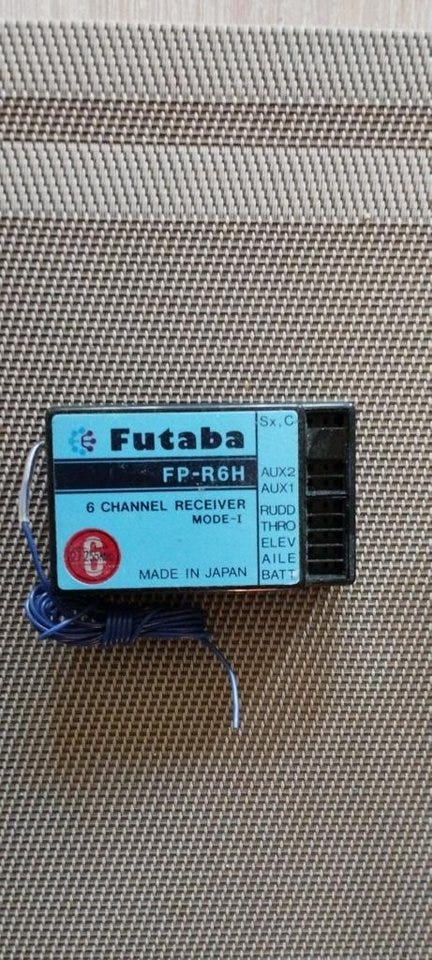 Futaba
FP-R6H
6 CHANNEL RECEIVER
MODE-I
6
MADE IN JAPAN
Sx, C
AUX2
AUX1
RUDD
THRO
ELEV
AILE
BATT